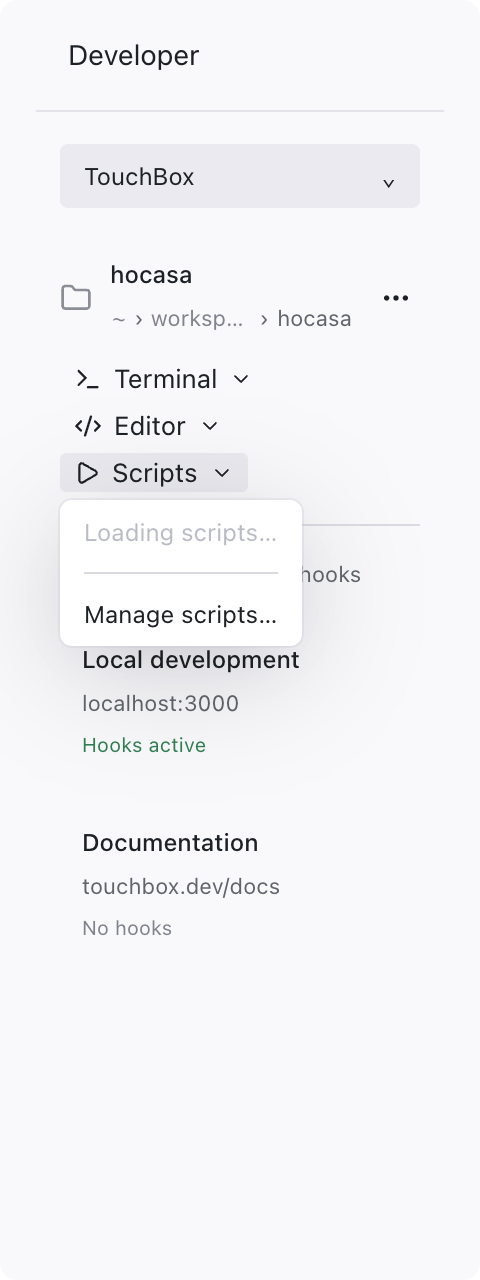 Developer
TouchBox
hocasa
~ › worksp... › hocasa
Terminal
Editor
Scripts
Loading scripts...
hooks
Manage scripts...
Local development
localhost:3000
Hooks active
Documentation
touchbox.dev/docs
No hooks